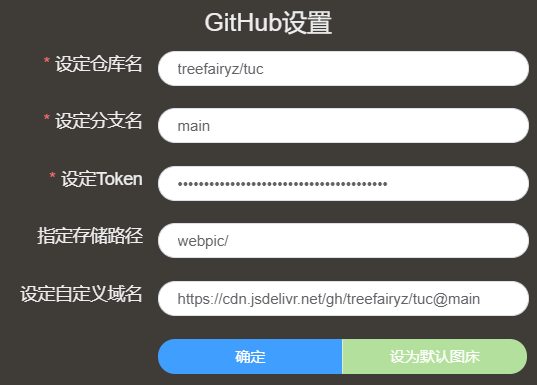 GitHub设置
* 设定仓库名
treefairyz/tuc
* 设定分支名
main
* 设定Token
••••••••••••••••••••••••••••••••••••••••
指定存储路径
webpic/
设定自定义域名
https://cdn.jsdelivr.net/gh/treefairyz/tuc@main
确定
设为默认图床